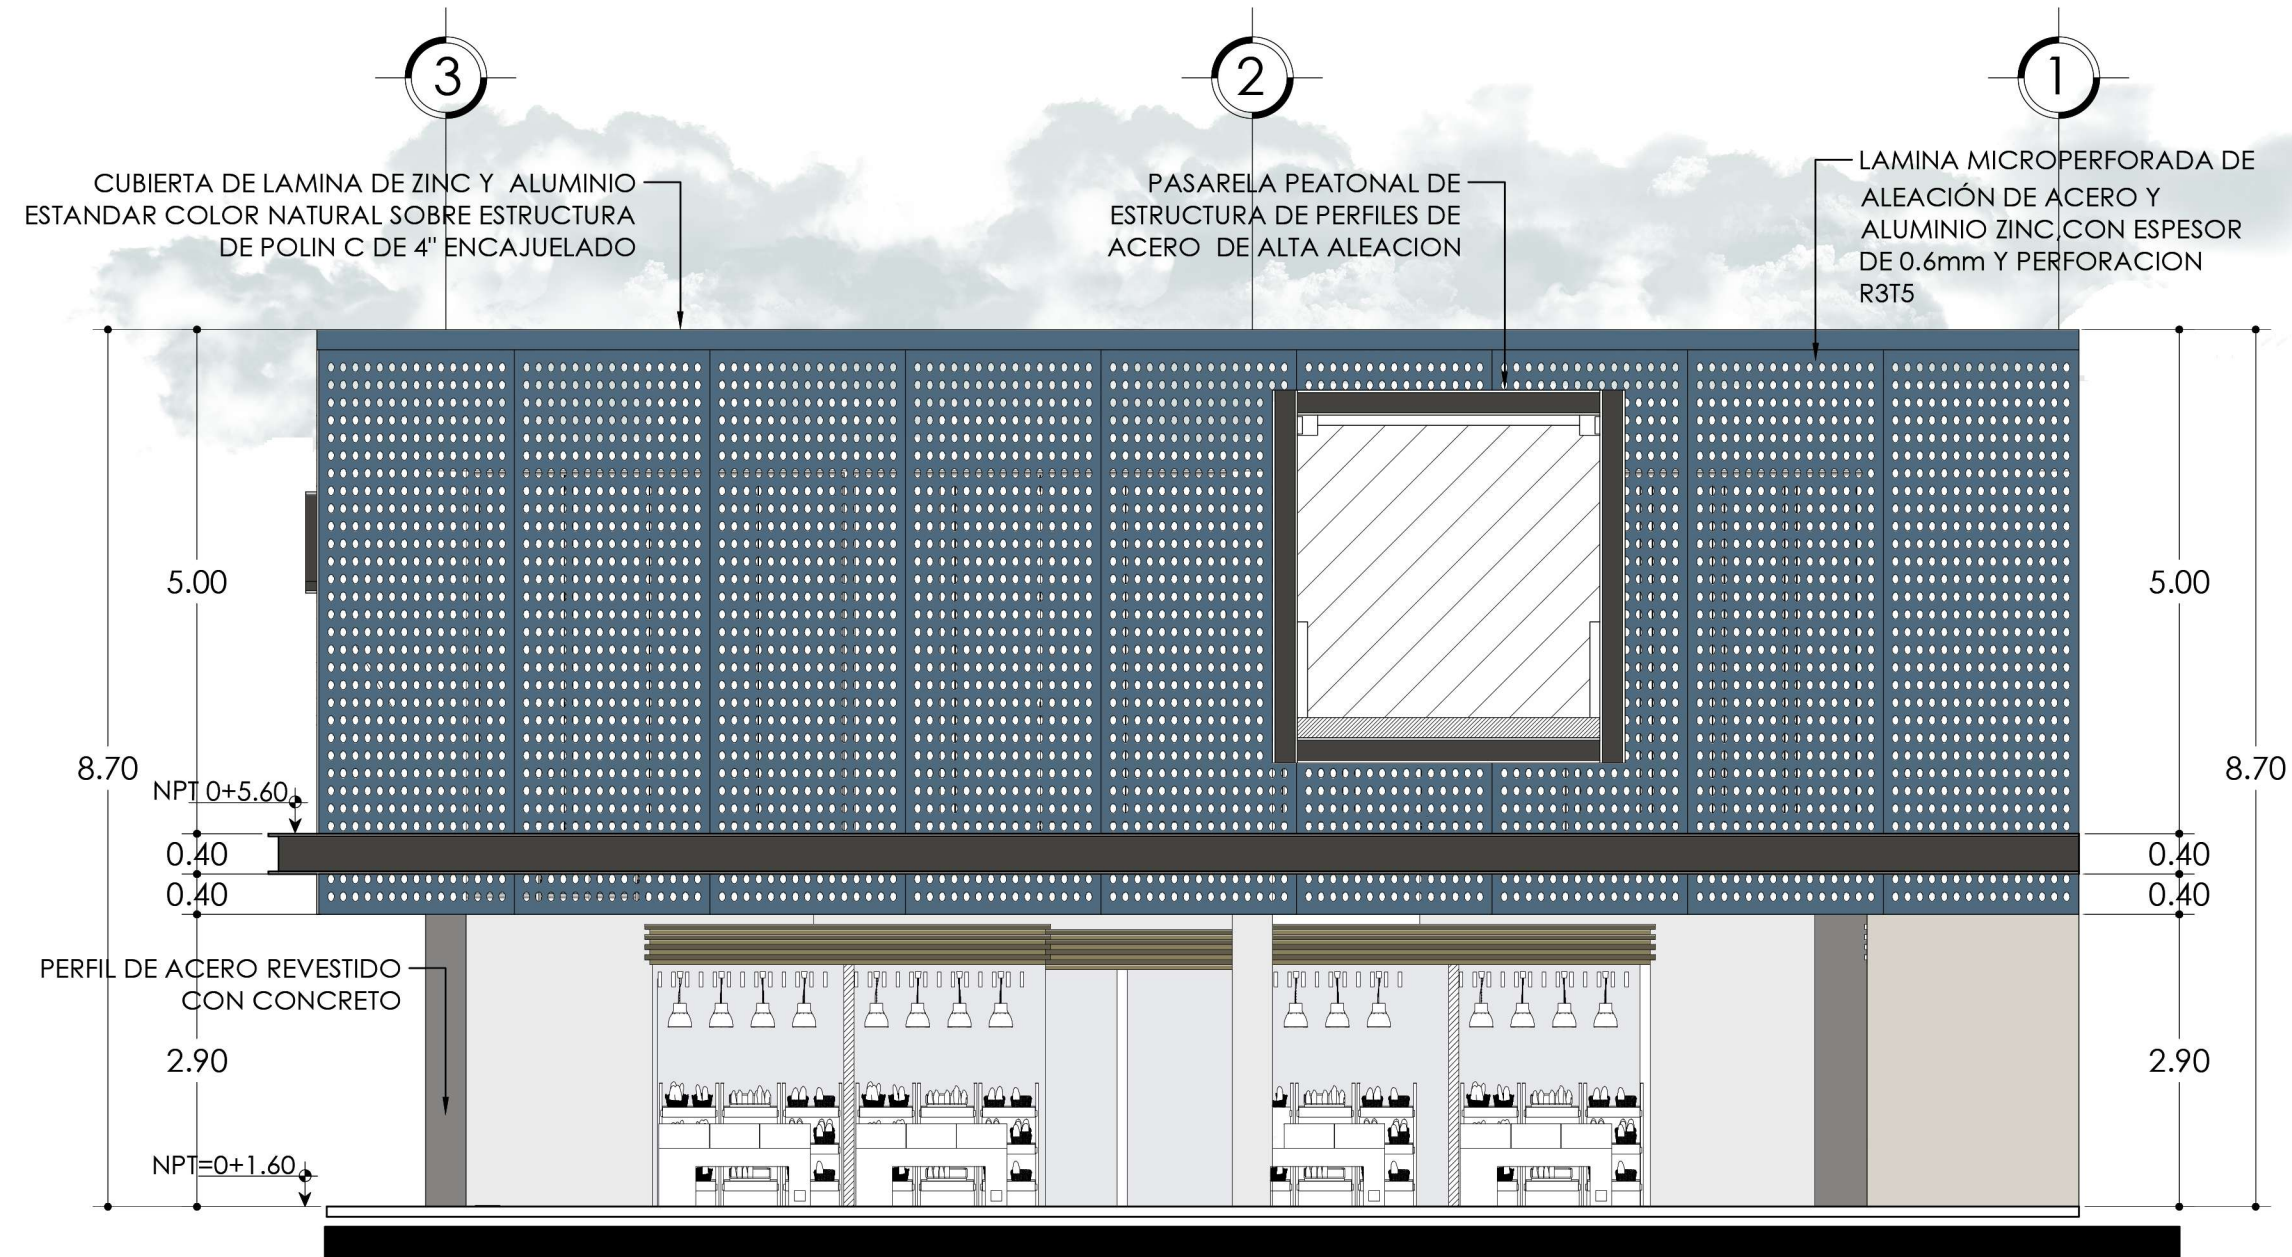 3
2
1
CUBIERTA DE LAMINA DE ZINC Y ALUMINIO
ESTANDAR COLOR NATURAL SOBRE ESTRUCTURA
DE POLIN C DE 4" ENCAJUELADO
PASARELA PEATONAL DE
ESTRUCTURA DE PERFILES DE
ACERO DE ALTA ALEACION
LAMINA MICROPERFORADA DE
ALEACIÓN DE ACERO Y
ALUMINIO ZINC,CON ESPESOR
DE 0.6mm Y PERFORACION
R3T5
5.00
5.00
8.70
8.70
NPT 0+5.60
0.40
0.40
0.40
0.40
PERFIL DE ACERO REVESTIDO
CON CONCRETO
2.90
2.90
NPT=0+1.60